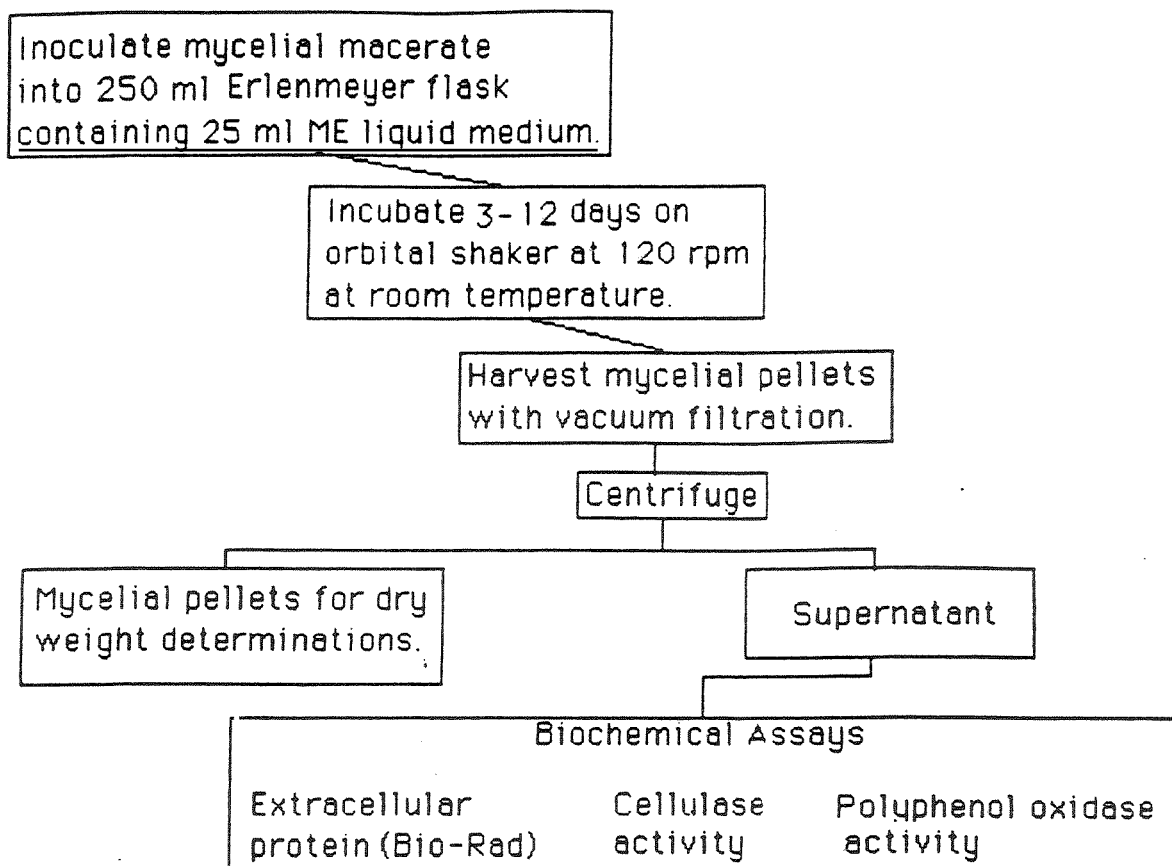 Inoculate mycelial macerate
into 250 ml Erlenmeyer flask
containing 25 ml ME liquid medium.
Incubate 3-12 days on
orbital shaker at 120 rpm
at room temperature.
Harvest mycelial pellets
with vacuum filtration.
Centrifuge
Mycelial pellets for dry
weight determinations.
Supernatant
Biochemical Assays
Extracellular
protein (Bio-Rad)
Cellulase
activity
Polyphenol oxidase
activity